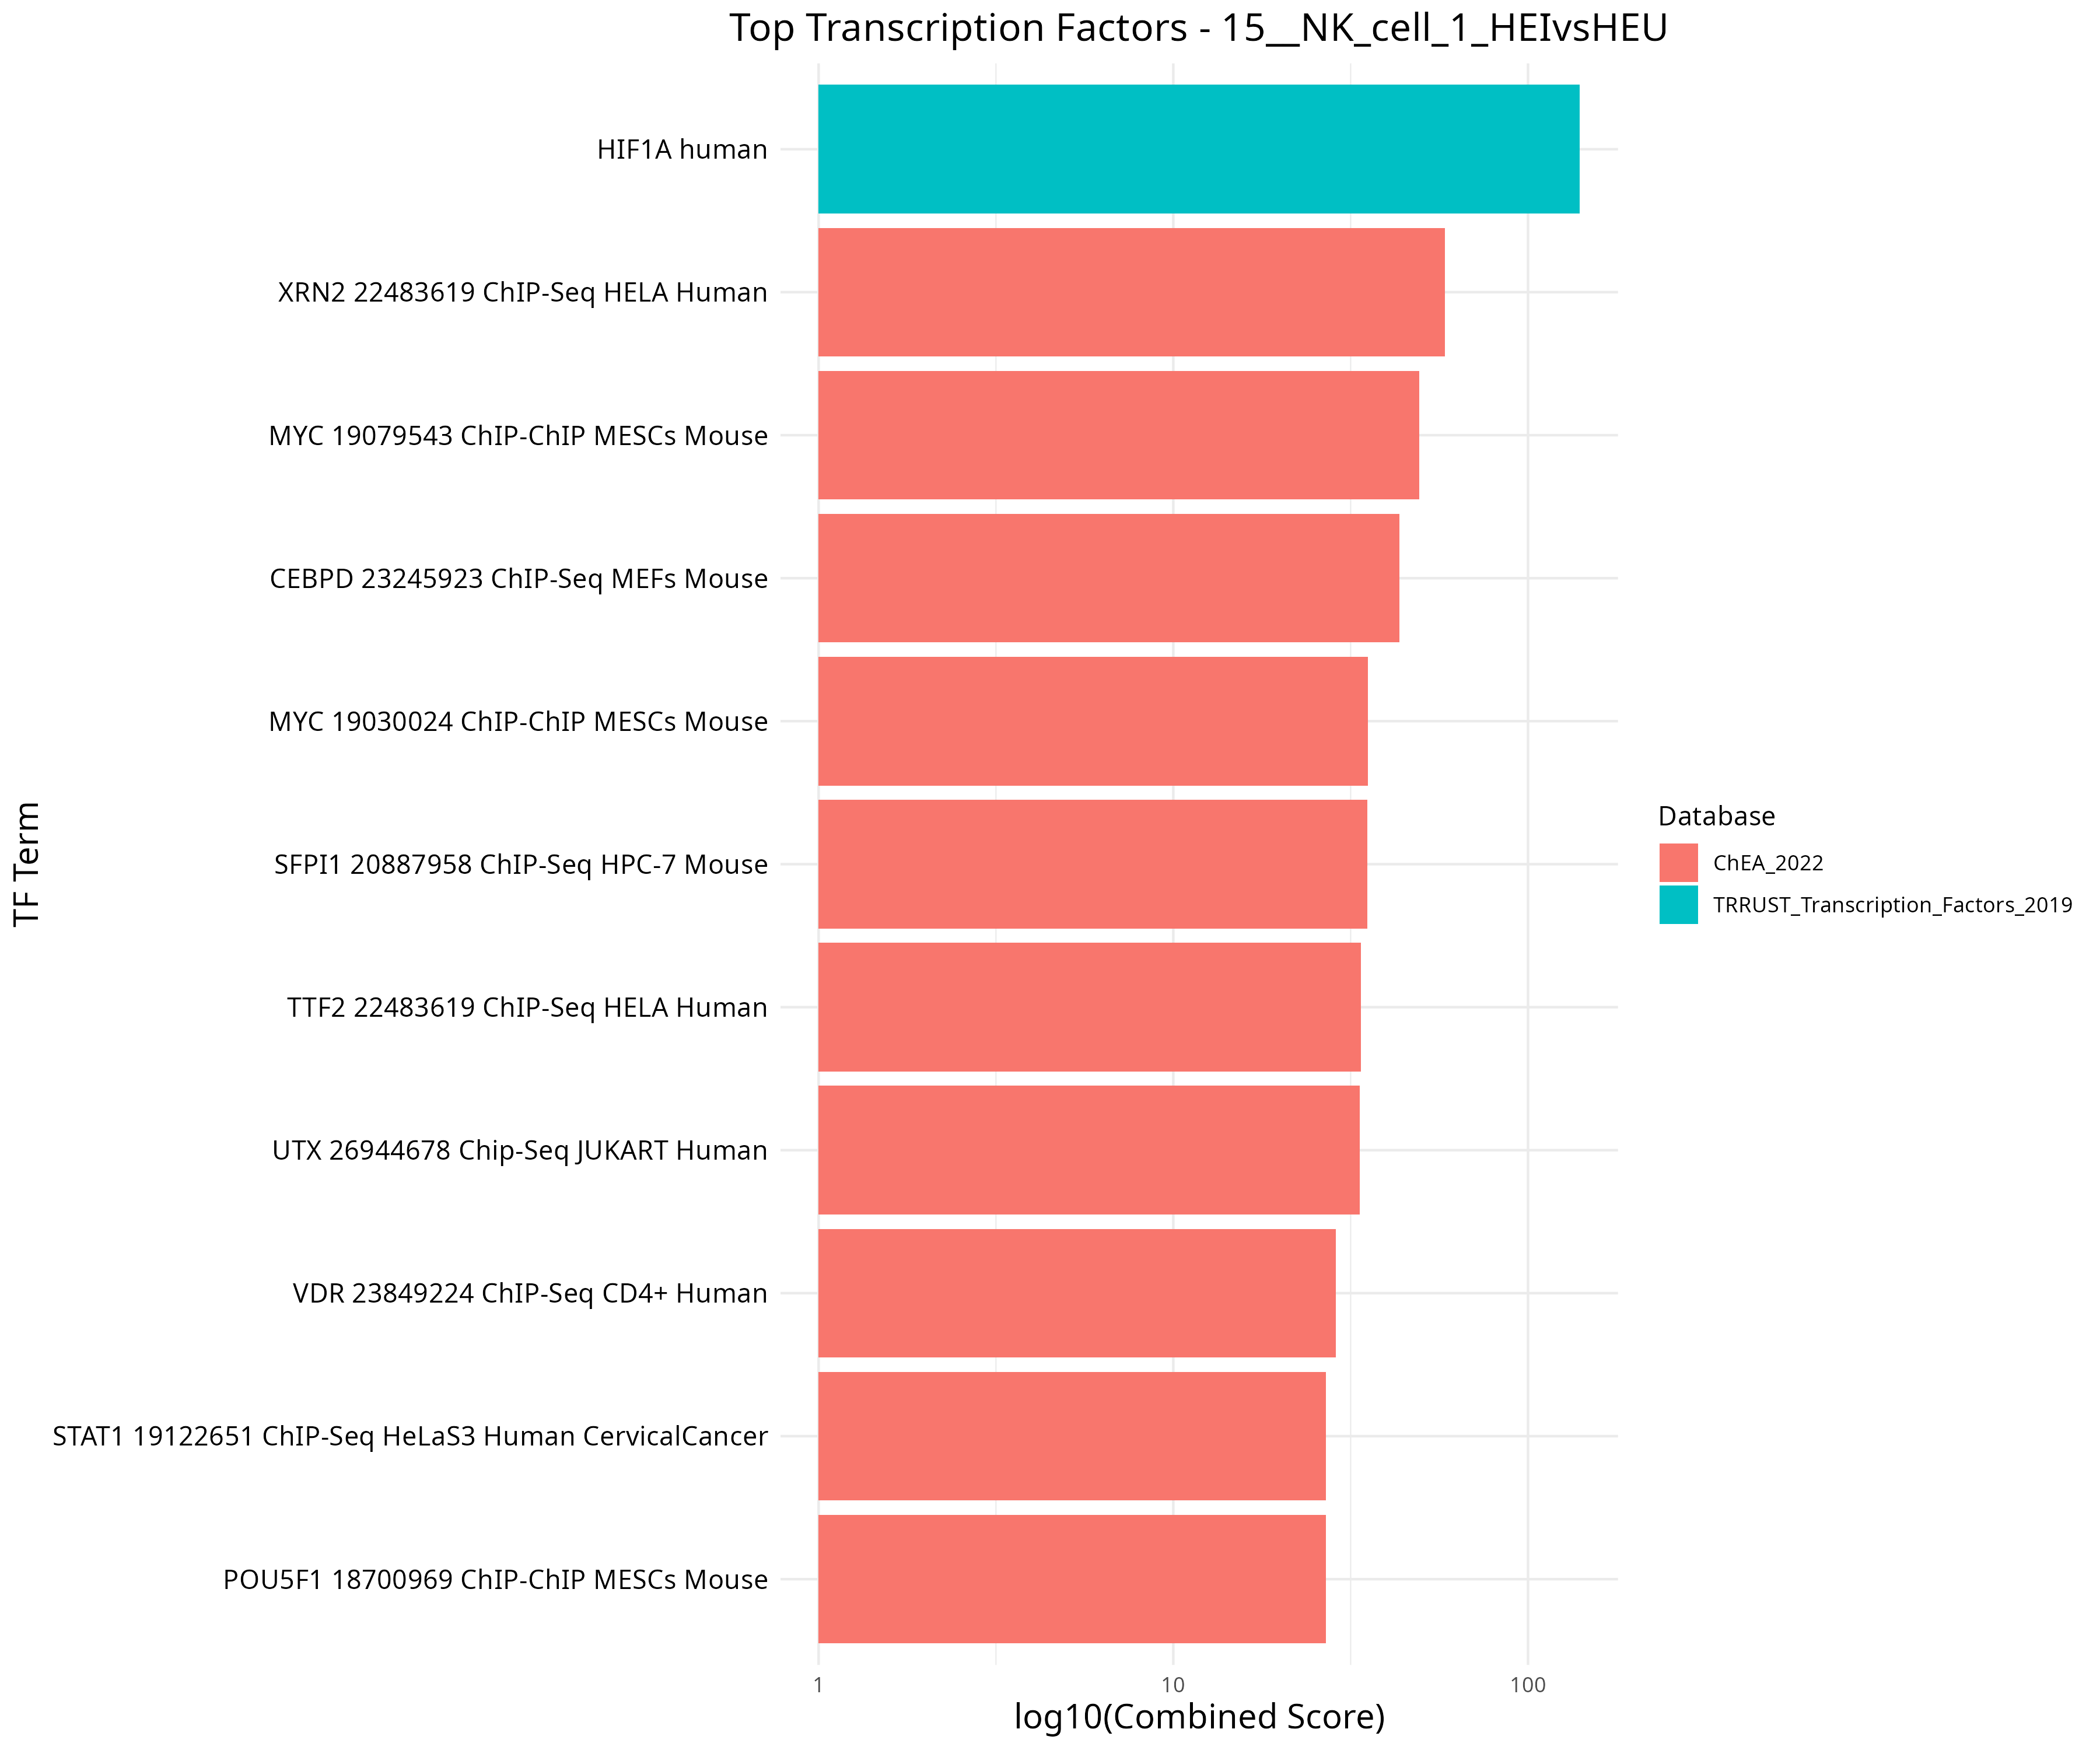 Top Transcription Factors - 15__NK_cell_1_HEIvsHEU
TF Term
HIF1A human
XRN2 22483619 ChIP-Seq HELA Human
MYC 19079543 ChIP-ChIP MESCs Mouse
CEBPD 23245923 ChIP-Seq MEFs Mouse
MYC 19030024 ChIP-ChIP MESCs Mouse
SFPI1 20887958 ChIP-Seq HPC-7 Mouse
TTF2 22483619 ChIP-Seq HELA Human
UTX 26944678 Chip-Seq JUKART Human
VDR 23849224 ChIP-Seq CD4+ Human
STAT1 19122651 ChIP-Seq HeLaS3 Human CervicalCancer
POU5F1 18700969 ChIP-ChIP MESCs Mouse
1 10 100
log10(Combined Score)
Database
ChEA_2022
TRRUST_Transcription_Factors_2019